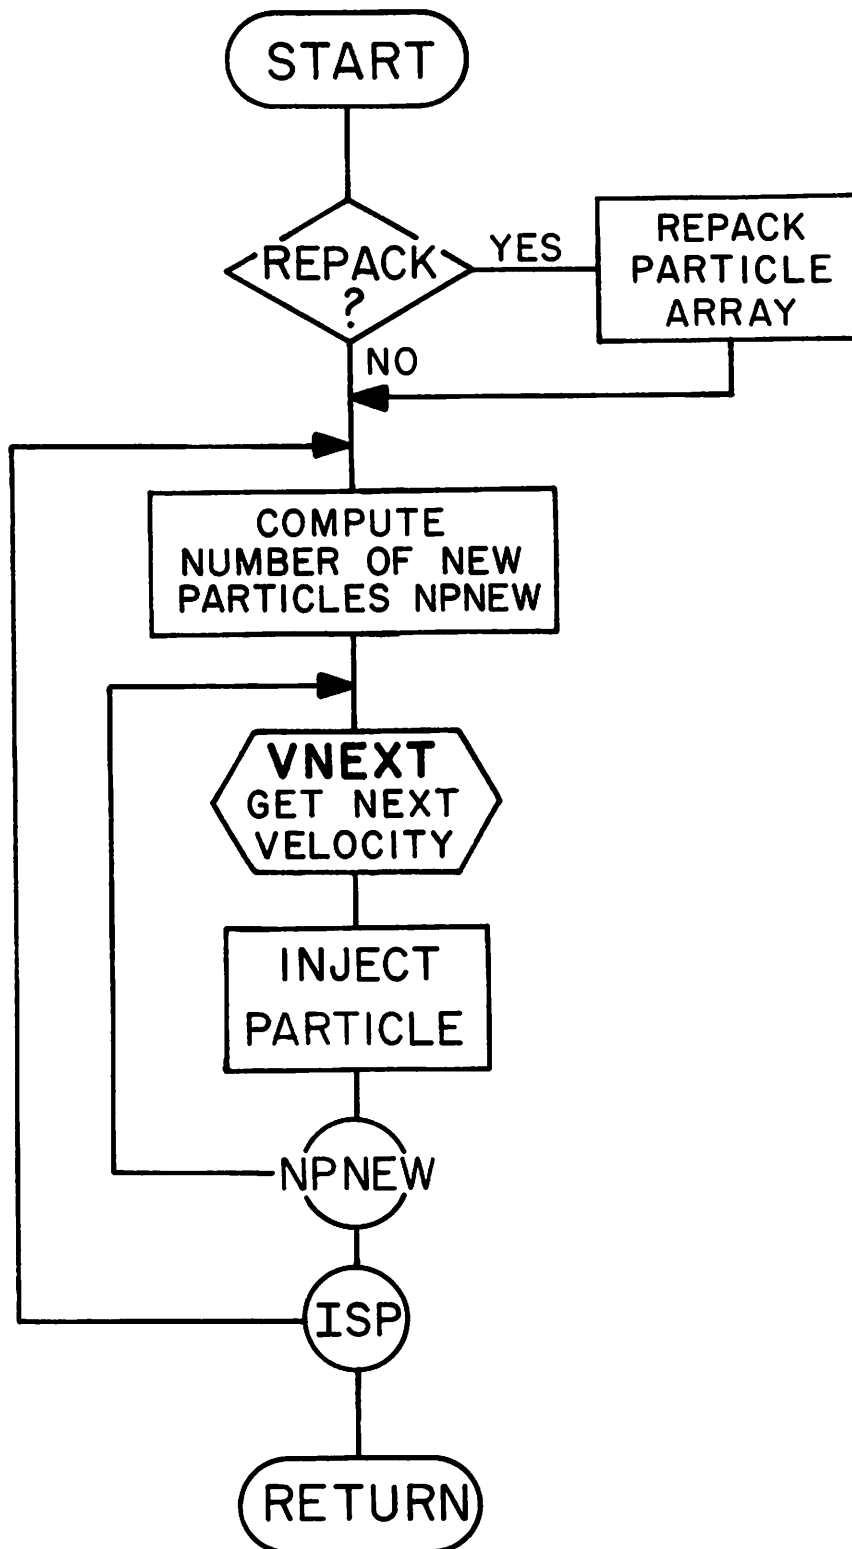 START
REPACK
?
YES
REPACK
PARTICLE
ARRAY
NO
COMPUTE
NUMBER OF NEW
PARTICLES NPNEW
VNEXT
GET NEXT
VELOCITY
INJECT
PARTICLE
NPNEW
ISP
RETURN